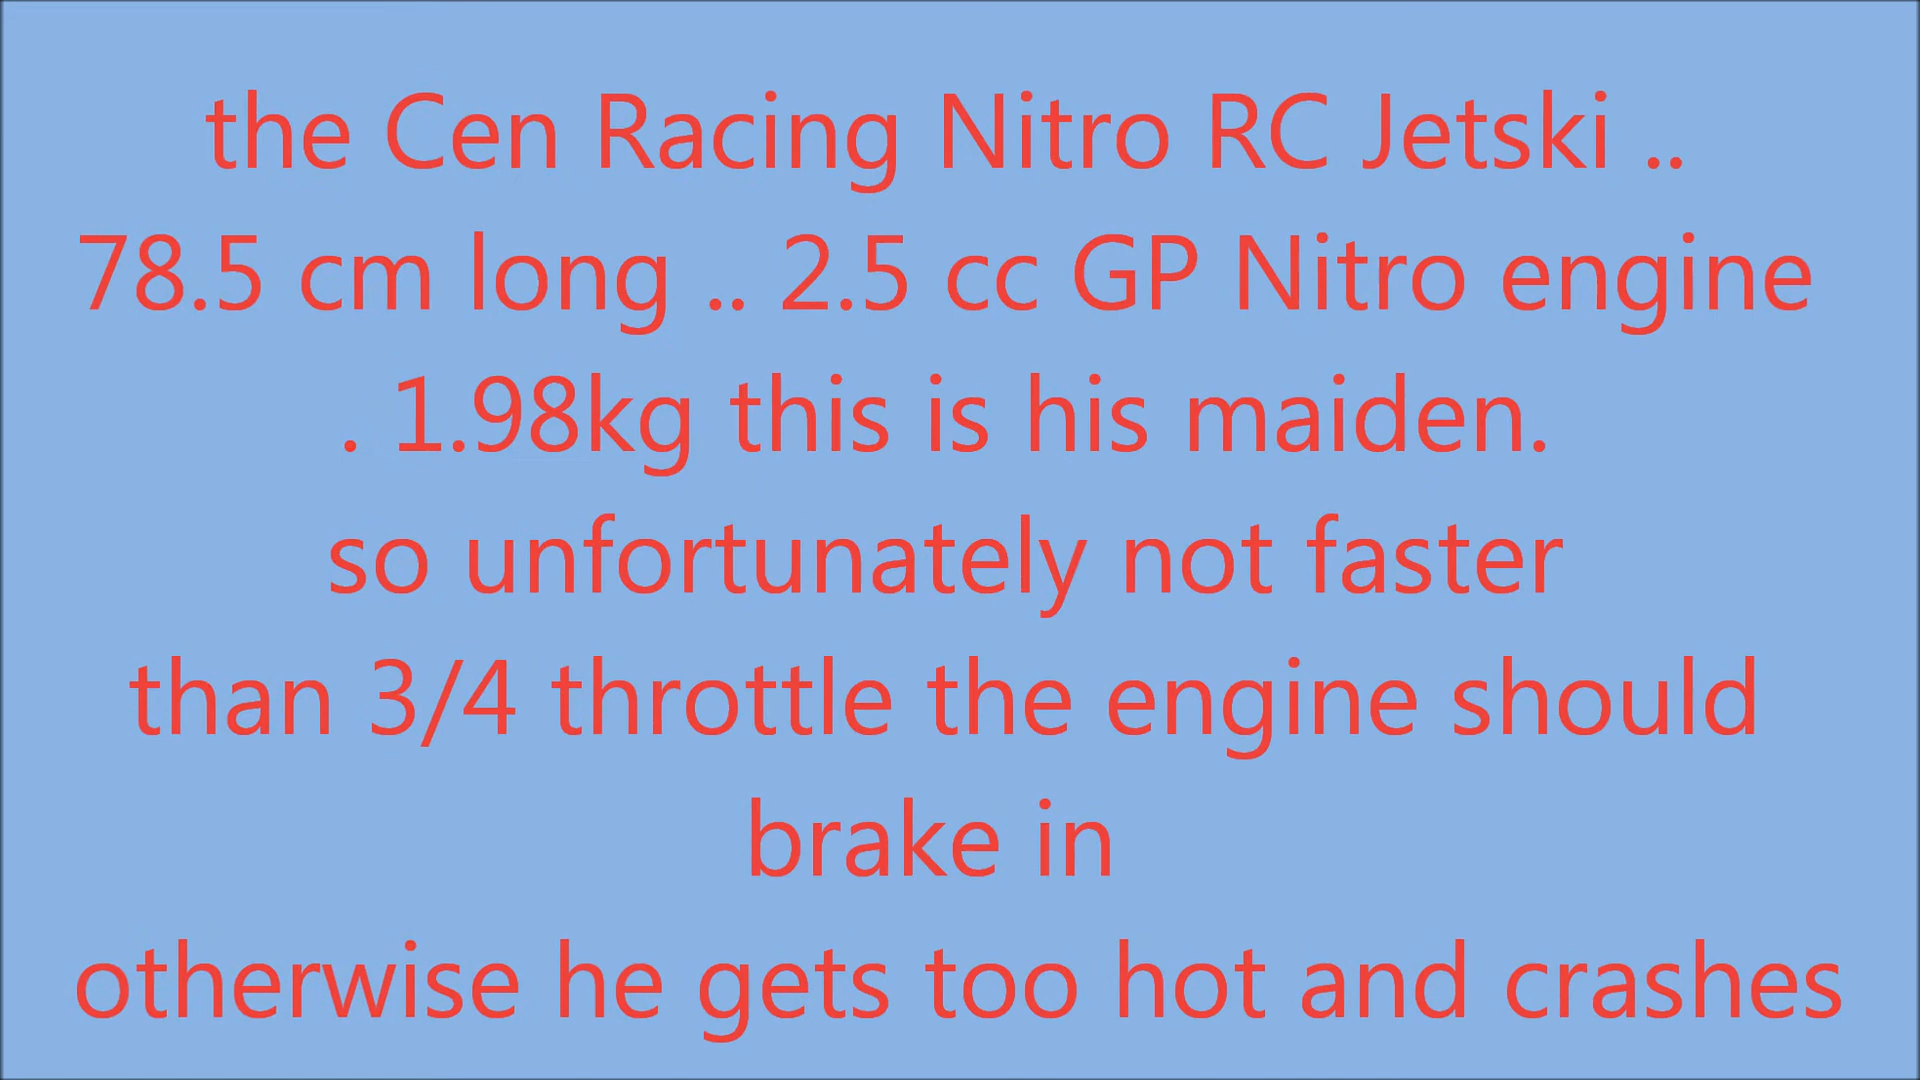 the Cen Racing Nitro RC Jetski ..
78.5 cm long .. 2.5 cc GP Nitro engine
. 1.98kg this is his maiden.
so unfortunately not faster
than 3/4 throttle the engine should
brake in
otherwise he gets too hot and crashes